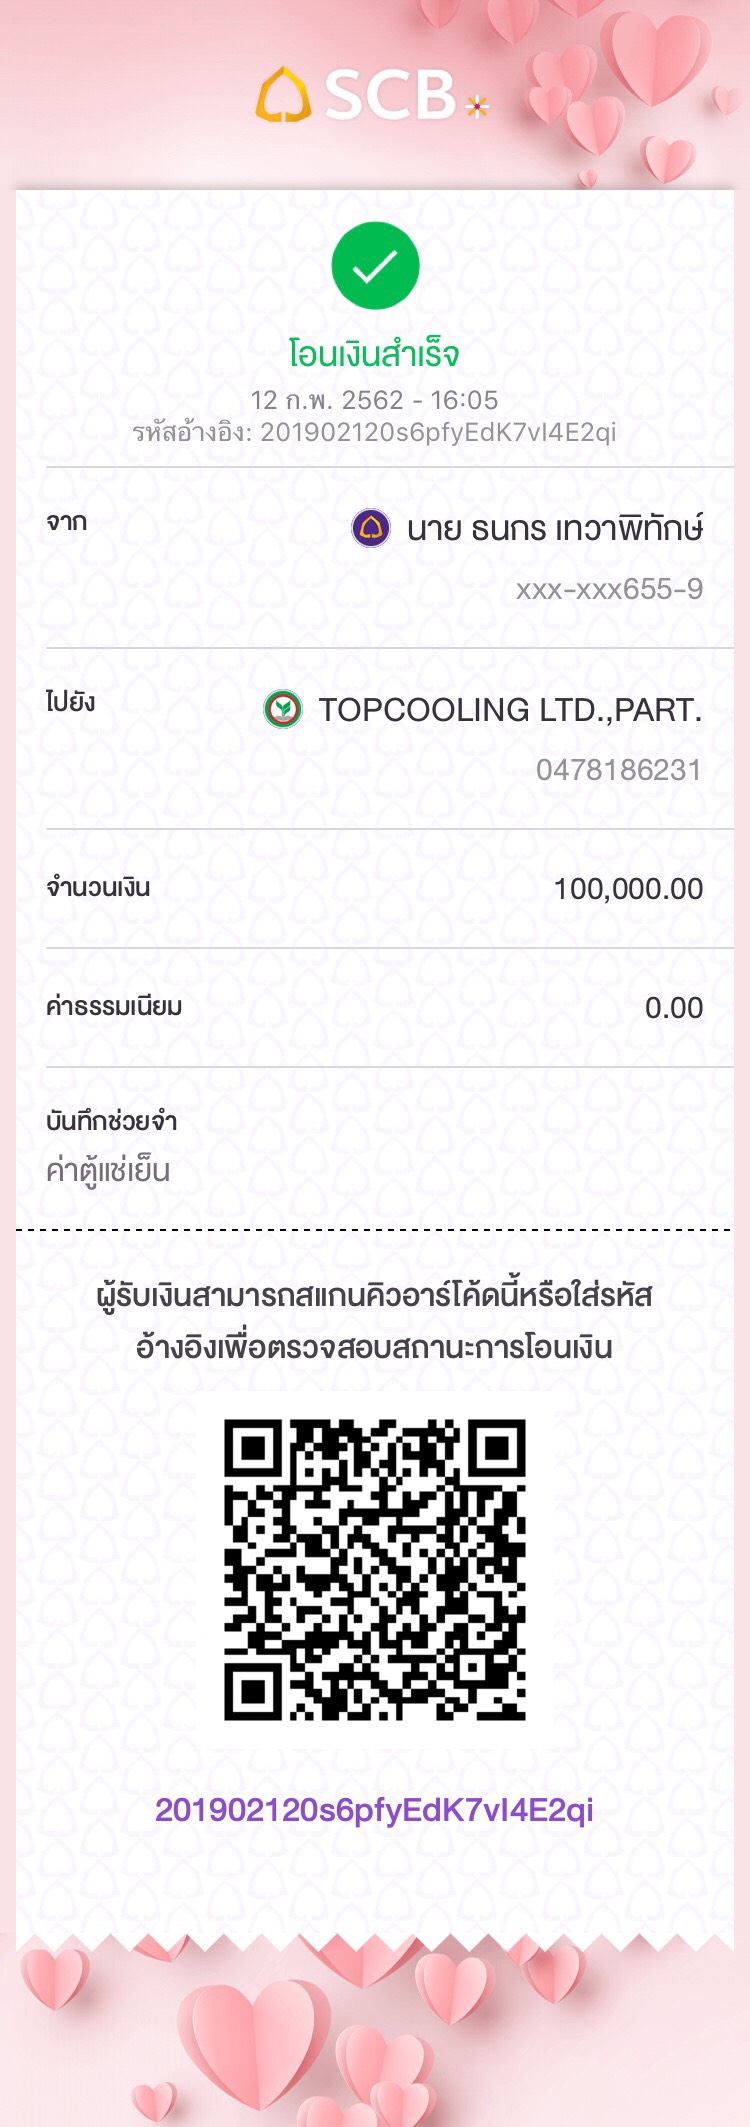 SCB
โอนเงินสำเร็จ
12 ก.พ. 2562 - 16:05
รหัสอ้างอิง: 201902120s6pfyEdK7vI4E2qi
จาก
นาย ธนกร เทวาพิทักษ์
xxx-xxx655-9
ไปยัง
TOPCOOLING LTD.,PART.
0478186231
จำนวนเงิน
100,000.00
ค่าธรรมเนียม
0.00
บันทึกช่วยจำ
ค่าตู้แช่เย็น
ผู้รับเงินสามารถสแกนคิวอาร์โค้ดนี้หรือใส่รหัส
อ้างอิงเพื่อตรวจสอบสถานะการโอนเงิน
201902120s6pfyEdK7vI4E2qi